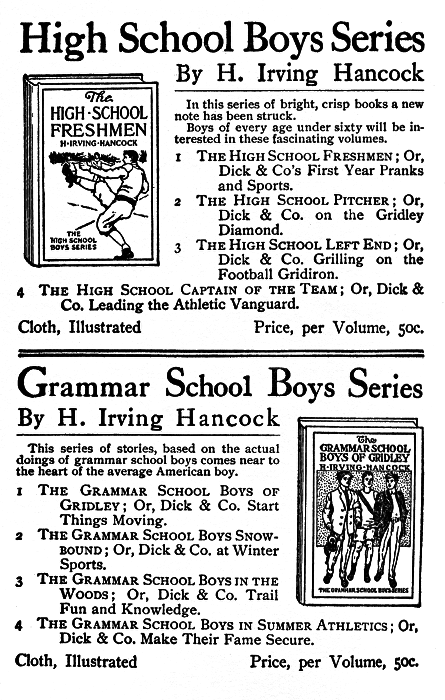 High School Boys Series
By H. Irving Hancock
The
HIGH·SCHOOL
FRESHMEN
H·IRVING·HANCOCK
THE
HIGH SCHOOL
BOYS SERIES
In this series of bright, crisp books a new
note has been struck.
Boys of every age under sixty will be in-
terested in these fascinating volumes.
1 THE HIGH SCHOOL FRESHMEN; Or,
Dick & Co's First Year Pranks
and Sports.
2 THE HIGH SCHOOL PITCHER; Or,
Dick & Co. on the Gridley
Diamond.
3 THE HIGH SCHOOL LEFT END; Or,
Dick & Co. Grilling on the
Football Gridiron.
4 THE HIGH SCHOOL CAPTAIN OF THE TEAM; Or, Dick &
Co. Leading the Athletic Vanguard.
Cloth, Illustrated Price, per Volume, 50c.
Grammar School Boys Series
By H. Irving Hancock
This series of stories, based on the actual
doings of grammar school boys comes near to
the heart of the average American boy.
1 THE GRAMMAR SCHOOL BOYS OF
GRIDLEY; Or, Dick & Co. Start
Things Moving.
2 THE GRAMMAR SCHOOL BOYS SNOW-
BOUND; Or, Dick & Co. at Winter
Sports.
3 THE GRAMMAR SCHOOL BOYS IN THE
WOODS; Or, Dick & Co. Trail
Fun and Knowledge.
4 THE GRAMMAR SCHOOL BOYS IN SUMMER ATHLETICS; Or,
Dick & Co. Make Their Fame Secure.
The
GRAMMAR SCHOOL
BOYS OF GRIDLEY
H·IRVING·HANCOCK
THE GRAMMAR SCHOOL BOYS SERIES
Cloth, Illustrated Price, per Volume, 50c.